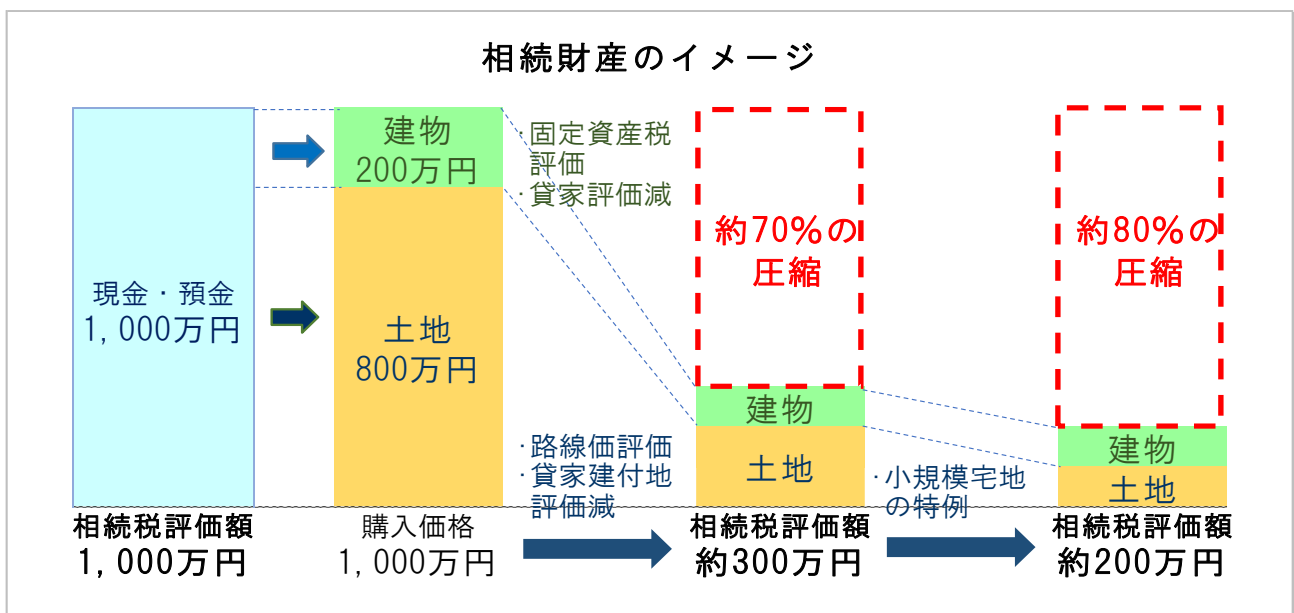 相続財産のイメージ
現金・預金
1,000万円
相続税評価額
1,000万円
建物
200万円
土地
800万円
購入価格
1,000万円
・固定資産税
評価
・貸家評価減
・路線価評価
・貸家建付地
評価減
約70%の
圧縮
建物
土地
相続税評価額
約300万円
・小規模宅地
の特例
約80%の
圧縮
建物
土地
相続税評価額
約200万円